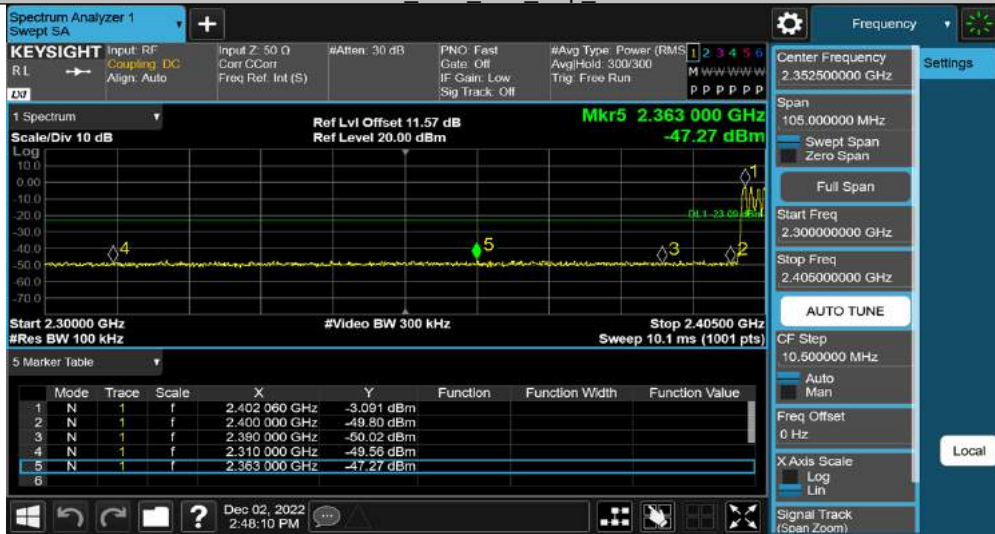 Spectrum Analyzer 1
Swept SA
+
Frequency
KEYSIGHT
RL
LXI
Input: RF
Coupling: DC
Align: Auto
Input Z: 50 Ω
Corr CCorr
Freq Ref: Int (S)
#Atten: 30 dB
PNO: Fast
Gate: Off
IF Gain: Low
Sig Track: Off
#Avg Type: Power (RMS
Avg|Hold: 300/300
Trig: Free Run
1 2 3 4 5 6
M W W W W W
P P P P P P
1 Spectrum
Scale/Div 10 dB
Ref Lvl Offset 11.57 dB
Ref Level 20.00 dBm
Mkr5 2.363 000 GHz
-47.27 dBm
Log
10.0
0.00
-10.0
-20.0
-30.0
-40.0
-50.0
-60.0
-70.0
1
DL1 -23.09 dBm
4
5
3
2
Start 2.30000 GHz
#Video BW 300 kHz
Stop 2.40500 GHz
#Res BW 100 kHz
Sweep 10.1 ms (1001 pts)
5 Marker Table
Mode Trace Scale X Y Function Function Width Function Value
1 N 1 f 2.402 060 GHz -3.091 dBm
2 N 1 f 2.400 000 GHz -49.80 dBm
3 N 1 f 2.390 000 GHz -50.02 dBm
4 N 1 f 2.310 000 GHz -49.56 dBm
5 N 1 f 2.363 000 GHz -47.27 dBm
6
?
Dec 02, 2022
2:48:10 PM
Center Frequency
2.352500000 GHz
Settings
Span
105.000000 MHz
Swept Span
Zero Span
Full Span
Start Freq
2.300000000 GHz
Stop Freq
2.405000000 GHz
AUTO TUNE
CF Step
10.500000 MHz
Auto
Man
Freq Offset
0 Hz
Local
X Axis Scale
Log
Lin
Signal Track
(Span Zoom)